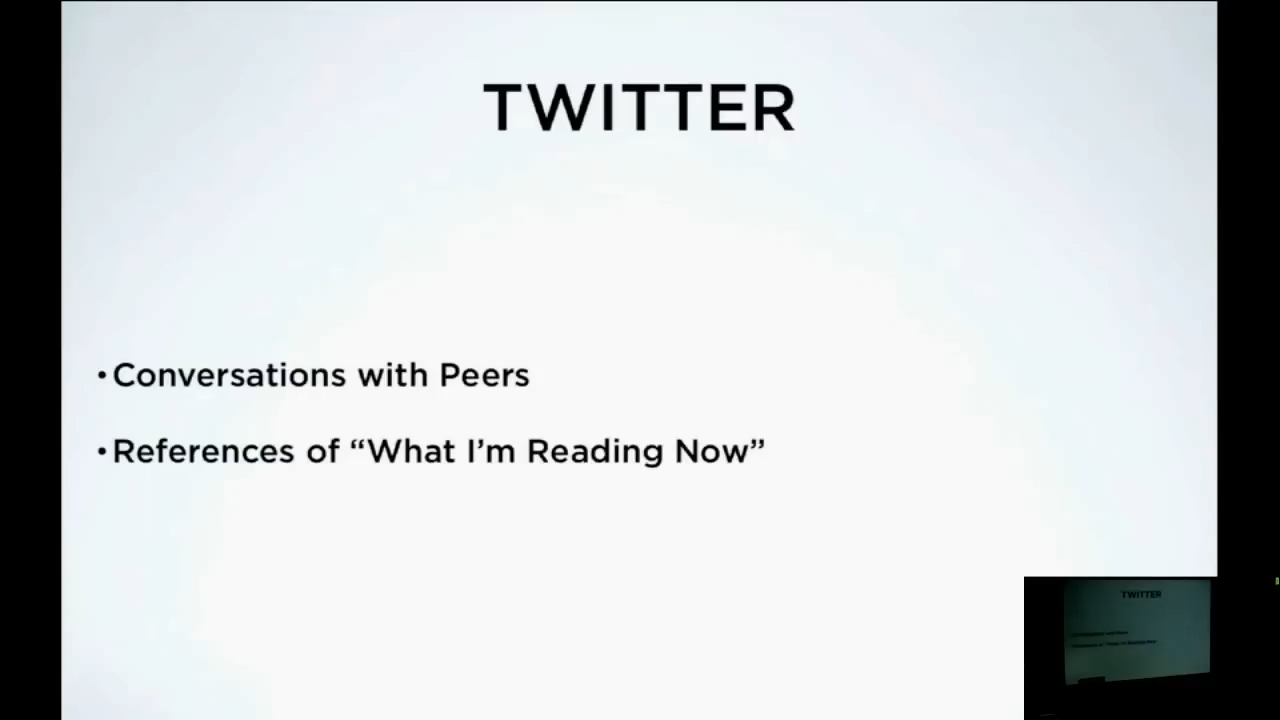 TWITTER
• Conversations with Peers
• References of “What I’m Reading Now”
TWITTER